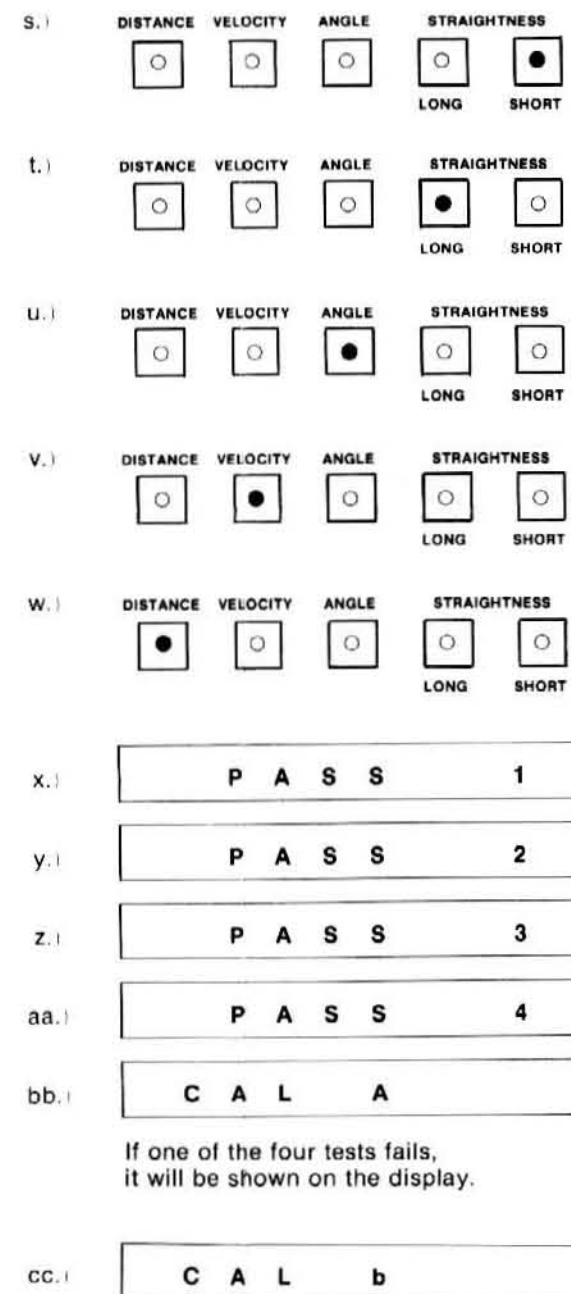 s.) DISTANCE VELOCITY ANGLE STRAIGHTNESS
LONG SHORT
t.) DISTANCE VELOCITY ANGLE STRAIGHTNESS
LONG SHORT
u.) DISTANCE VELOCITY ANGLE STRAIGHTNESS
LONG SHORT
v.) DISTANCE VELOCITY ANGLE STRAIGHTNESS
LONG SHORT
w.) DISTANCE VELOCITY ANGLE STRAIGHTNESS
LONG SHORT
x.) P A S S 1
y.) P A S S 2
z.) P A S S 3
aa.) P A S S 4
bb.) C A L A
If one of the four tests fails,
it will be shown on the display.
cc.) C A L b